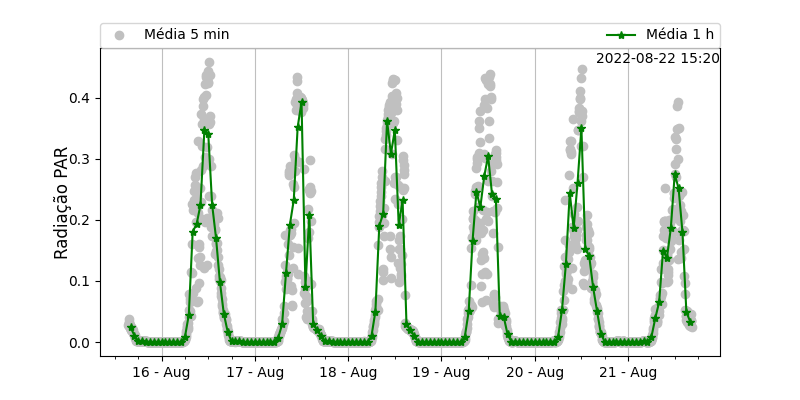 Média 5 min
Média 1 h
2022-08-22 15:20
Radiação PAR
0.4
0.3
0.2
0.1
0.0
16 - Aug
17 - Aug
18 - Aug
19 - Aug
20 - Aug
21 - Aug